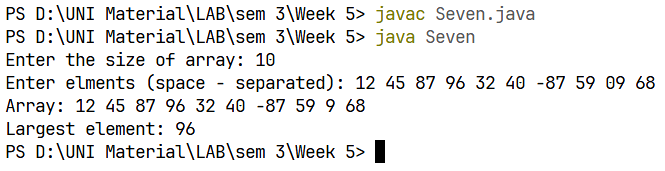 PS D:\UNI Material\LAB\sem 3\Week 5> javac Seven.java
PS D:\UNI Material\LAB\sem 3\Week 5> java Seven
Enter the size of array: 10
Enter elments (space - separated): 12 45 87 96 32 40 -87 59 09 68
Array: 12 45 87 96 32 40 -87 59 9 68
Largest element: 96
PS D:\UNI Material\LAB\sem 3\Week 5>